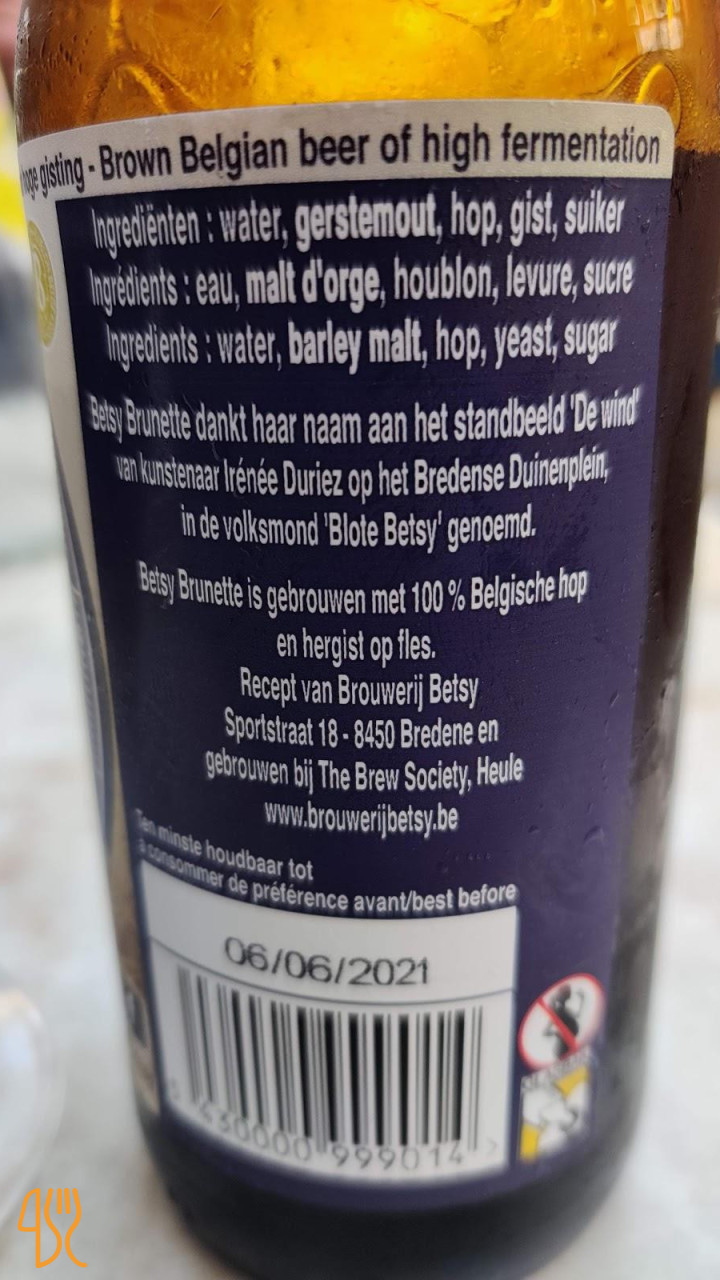 hoge gisting - Brown Belgian beer of high fermentation
Ingrediënten : water, gerstemout, hop, gist, suiker
Ingrédients : eau, malt d'orge, houblon, levure, sucre
Ingredients : water, barley malt, hop, yeast, sugar
Betsy Brunette dankt haar naam aan het standbeeld 'De wind'
van kunstenaar Irénée Duriez op het Bredense Duinenplein,
in de volksmond 'Blote Betsy' genoemd.
Betsy Brunette is gebrouwen met 100 % Belgische hop
en hergist op fles.
Recept van Brouwerij Betsy
Sportstraat 18 - 8450 Bredene en
gebrouwen bij The Brew Society, Heule
www.brouwerijbetsy.be
Ten minste houdbaar tot
à consommer de préférence avant/best before
06/06/2021
430000 999014 >